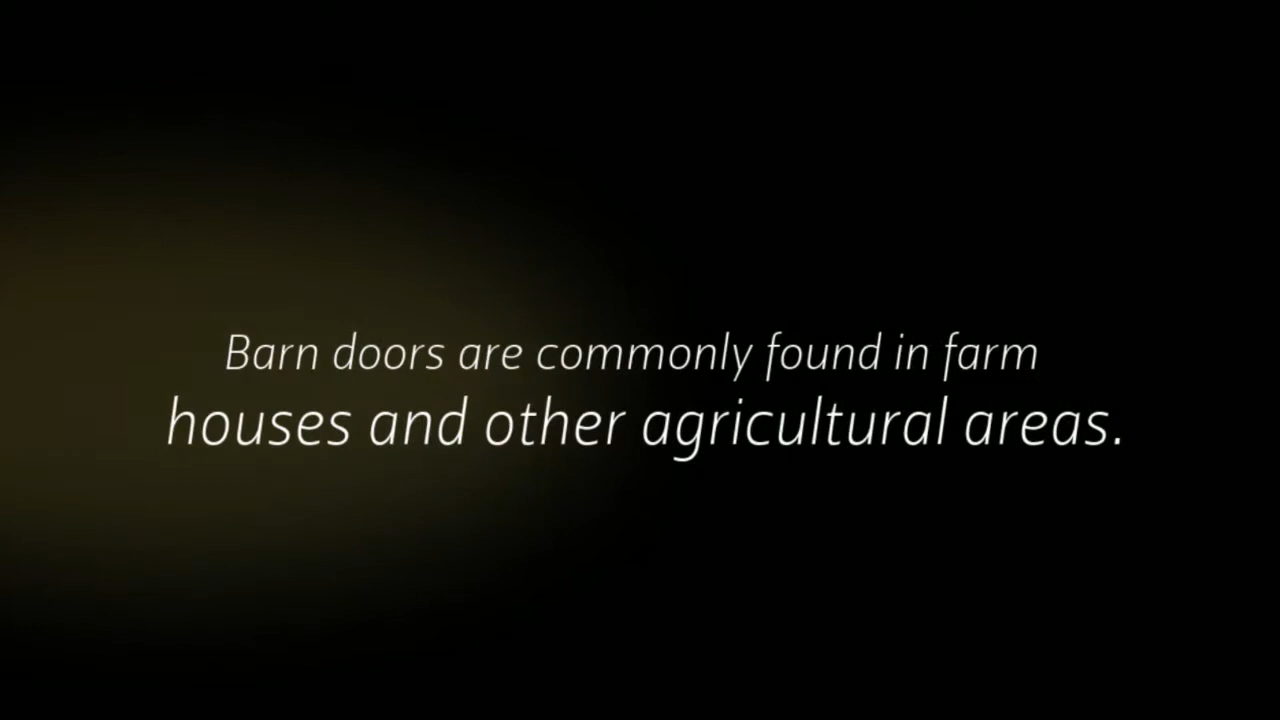 Barn doors are commonly found in farm
houses and other agricultural areas.